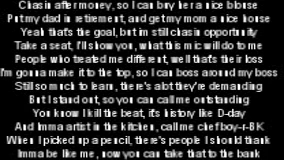 Chasin after money, so I can buy her a nice blouse
Put my dad in retirement, and get my mom a nice house
Yeah that's the goal, but im still chasin opportunity
Take a seat, I'll show you, what this mic will do to me
People who treated me different, well that's their loss
I'm gonna make it to the top, so I can boss around my boss
Still so much to learn, there's alot they're demanding
But I stand out, so you can call me outstanding
You know I kill the beat, it's history like D-day
And Imma artist in the kitchen, call me chef boy-r-BK
When I picked up a pencil, there's people I should thank
Imma be like me, now you can take that to the bank